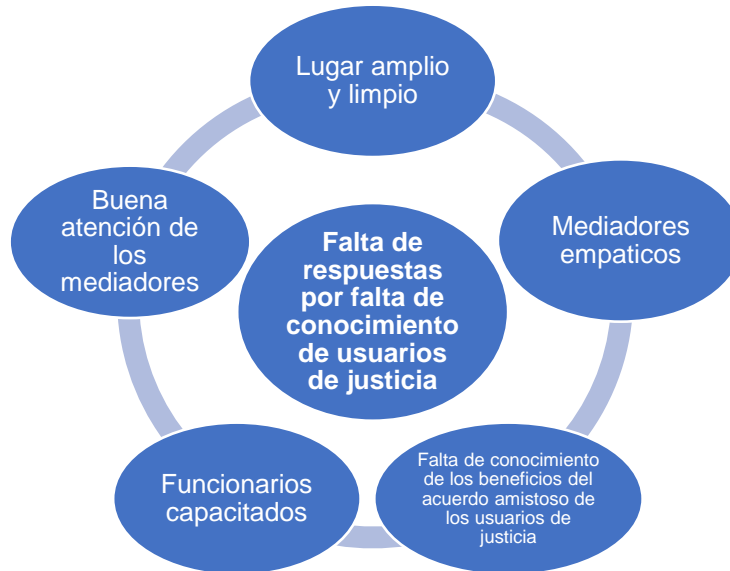 Lugar amplio
y limpio
Mediadores
empaticos
Falta de conocimiento
de los beneficios del
acuerdo amistoso de
los usuarios de
justicia
Funcionarios
capacitados
Buena
atención de
los
mediadores
Falta de
respuestas
por falta de
conocimiento
de usuarios
de justicia